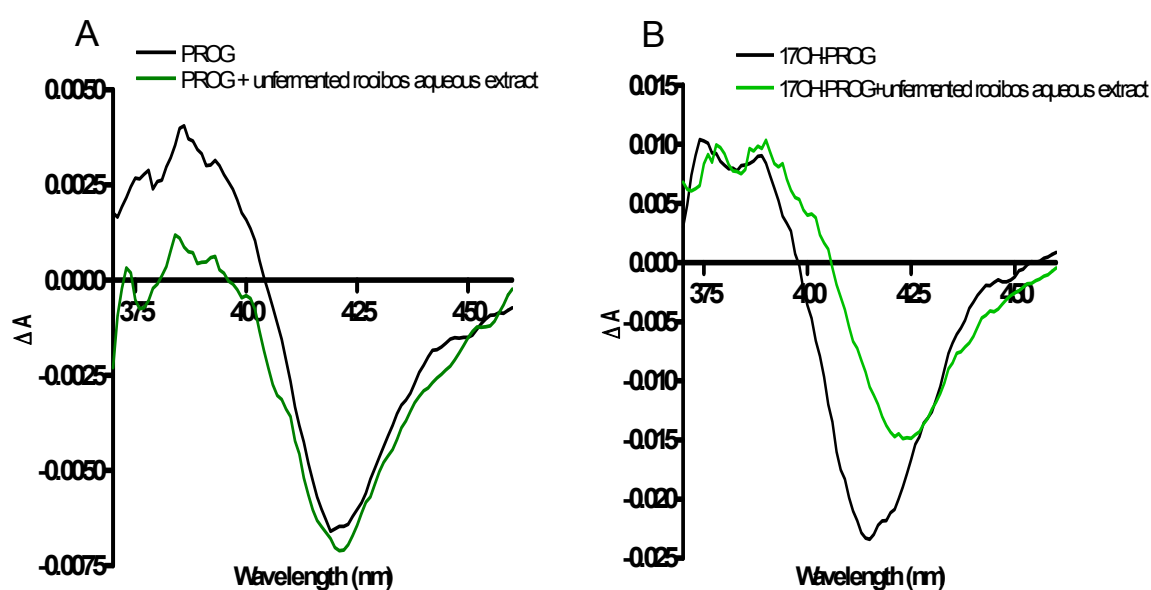 A
PROG
PROG + unfermented rooibos aqueous extract
0.0050
0.0025
0.0000
-0.0025
-0.0050
-0.0075
375
400
425
450
Δ A
Wavelength (nm)
B
17OH-PROG
17OH-PROG+unfermented rooibos aqueous extract
0.015
0.010
0.005
0.000
-0.005
-0.010
-0.015
-0.020
-0.025
375
400
425
450
Δ A
Wavelength (nm)